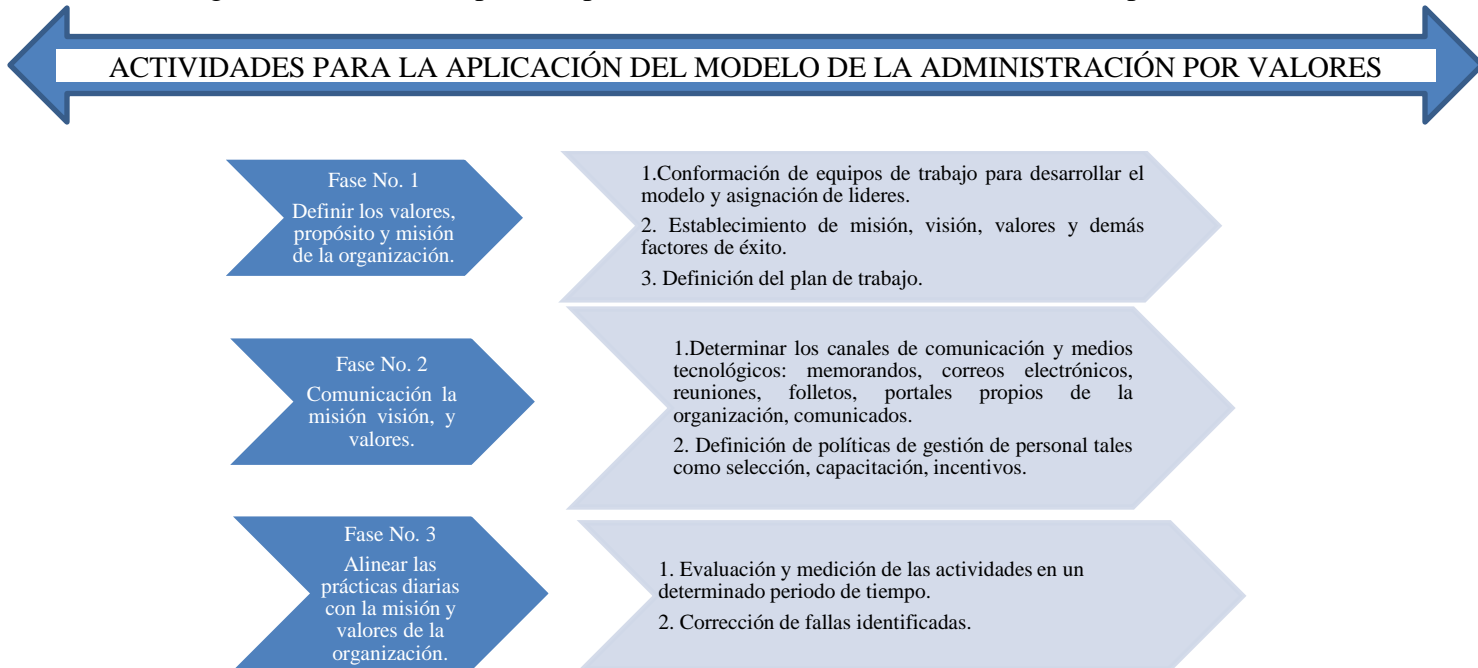 ACTIVIDADES PARA LA APLICACIÓN DEL MODELO DE LA ADMINISTRACIÓN POR VALORES
Fase No. 1
Definir los valores,
propósito y misión
de la organización.
1.Conformación de equipos de trabajo para desarrollar el
modelo y asignación de lideres.
2. Establecimiento de misión, visión, valores y demás
factores de éxito.
3. Definición del plan de trabajo.
Fase No. 2
Comunicación la
misión visión, y
valores.
1.Determinar los canales de comunicación y medios
tecnológicos: memorandos, correos electrónicos,
reuniones, folletos, portales propios de la
organización, comunicados.
2. Definición de políticas de gestión de personal tales
como selección, capacitación, incentivos.
Fase No. 3
Alinear las
prácticas diarias
con la misión y
valores de la
organización.
1. Evaluación y medición de las actividades en un
determinado periodo de tiempo.
2. Corrección de fallas identificadas.